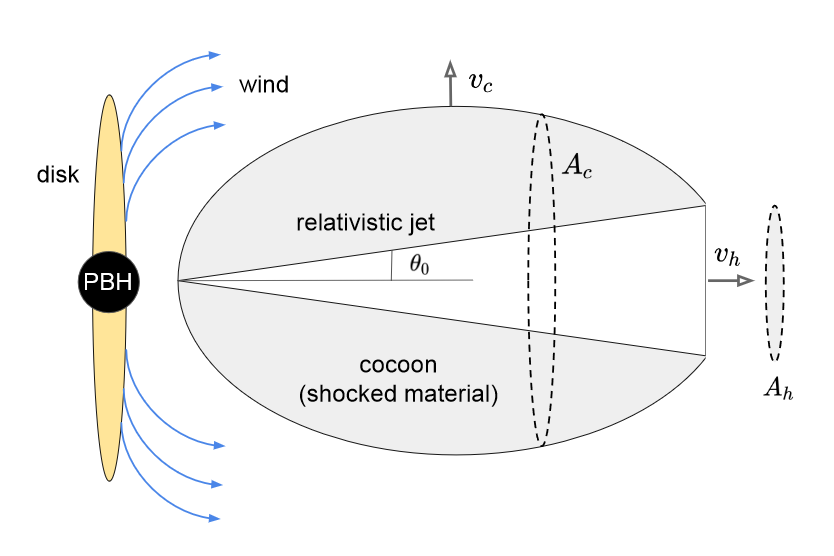 wind
v_c
disk
A_c
relativistic jet
θ_0
PBH
v_h
cocoon
(shocked material)
A_h